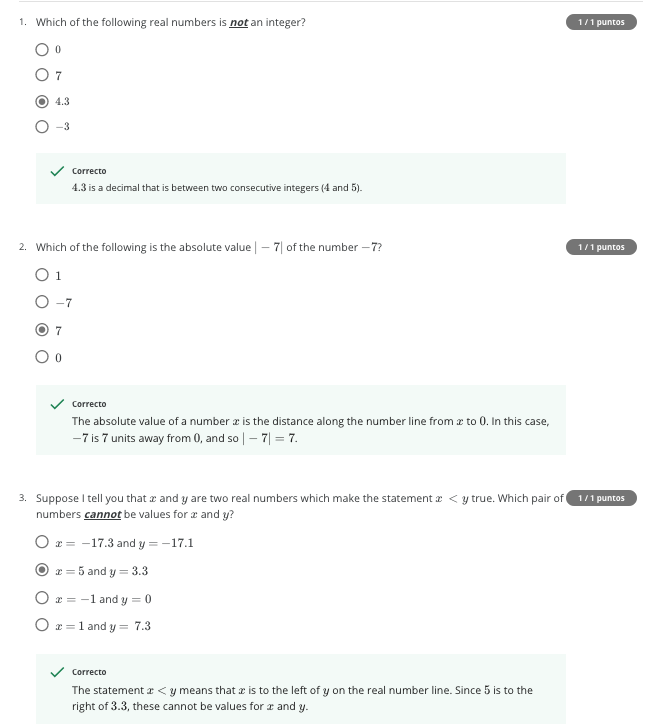 1. Which of the following real numbers is not an integer?
1 / 1 puntos
0
7
4.3
−3
Correcto
4.3 is a decimal that is between two consecutive integers (4 and 5).
2. Which of the following is the absolute value | − 7| of the number −7?
1 / 1 puntos
1
−7
7
0
Correcto
The absolute value of a number x is the distance along the number line from x to 0. In this case,
−7 is 7 units away from 0, and so | − 7| = 7.
3. Suppose I tell you that x and y are two real numbers which make the statement x < y true. Which pair of
1 / 1 puntos
numbers cannot be values for x and y?
x = −17.3 and y = −17.1
x = 5 and y = 3.3
x = −1 and y = 0
x = 1 and y = 7.3
Correcto
The statement x < y means that x is to the left of y on the real number line. Since 5 is to the
right of 3.3, these cannot be values for x and y.